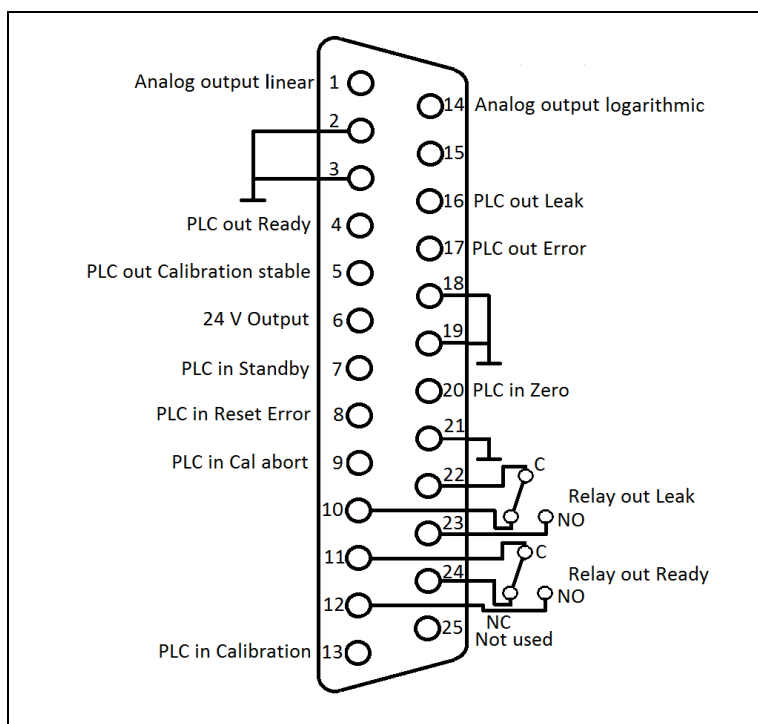 Analog output linear 1
14 Analog output logarithmic
2
15
3
16 PLC out Leak
PLC out Ready 4
17 PLC out Error
PLC out Calibration stable 5
18
24 V Output 6
19
PLC in Standby 7
20 PLC in Zero
PLC in Reset Error 8
21
PLC in Cal abort 9
22 C
Relay out Leak
10
23 NO
11 C
24 Relay out Ready
12 NO
NC
25 Not used
PLC in Calibration 13